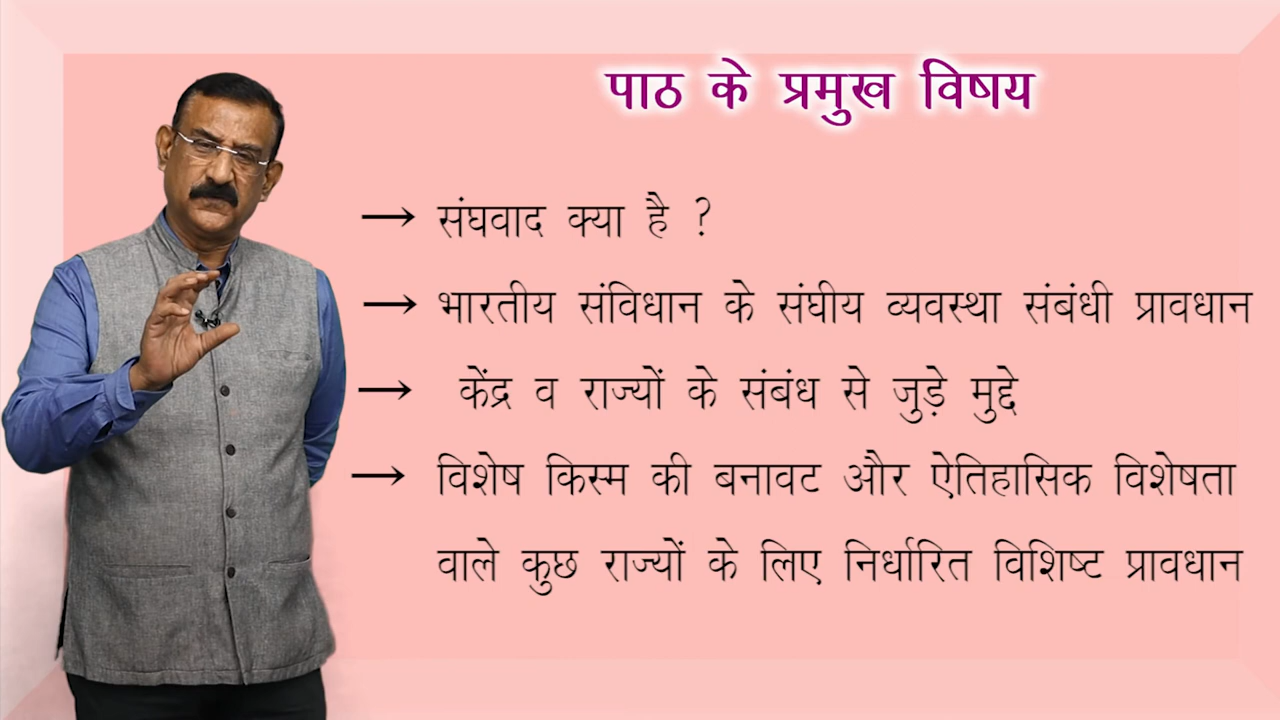 पाठ के प्रमुख विषय
→ संघवाद क्या है ?
→ भारतीय संविधान के संघीय व्यवस्था संबंधी प्रावधान
→ केंद्र व राज्यों के संबंध से जुड़े मुद्दे
→ विशेष किस्म की बनावट और ऐतिहासिक विशेषता
वाले कुछ राज्यों के लिए निर्धारित विशिष्ट प्रावधान